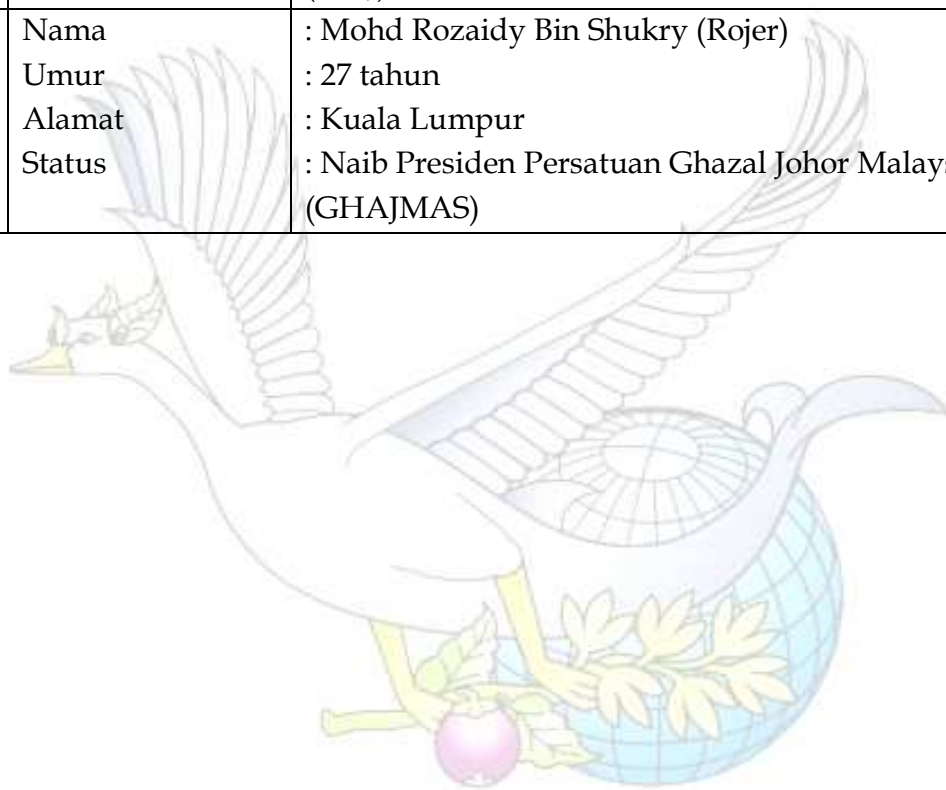 Nama : Mohd Rozaidy Bin Shukry (Rojer)
Umur : 27 tahun
Alamat : Kuala Lumpur
Status : Naib Presiden Persatuan Ghazal Johor
(GHAJMAS)